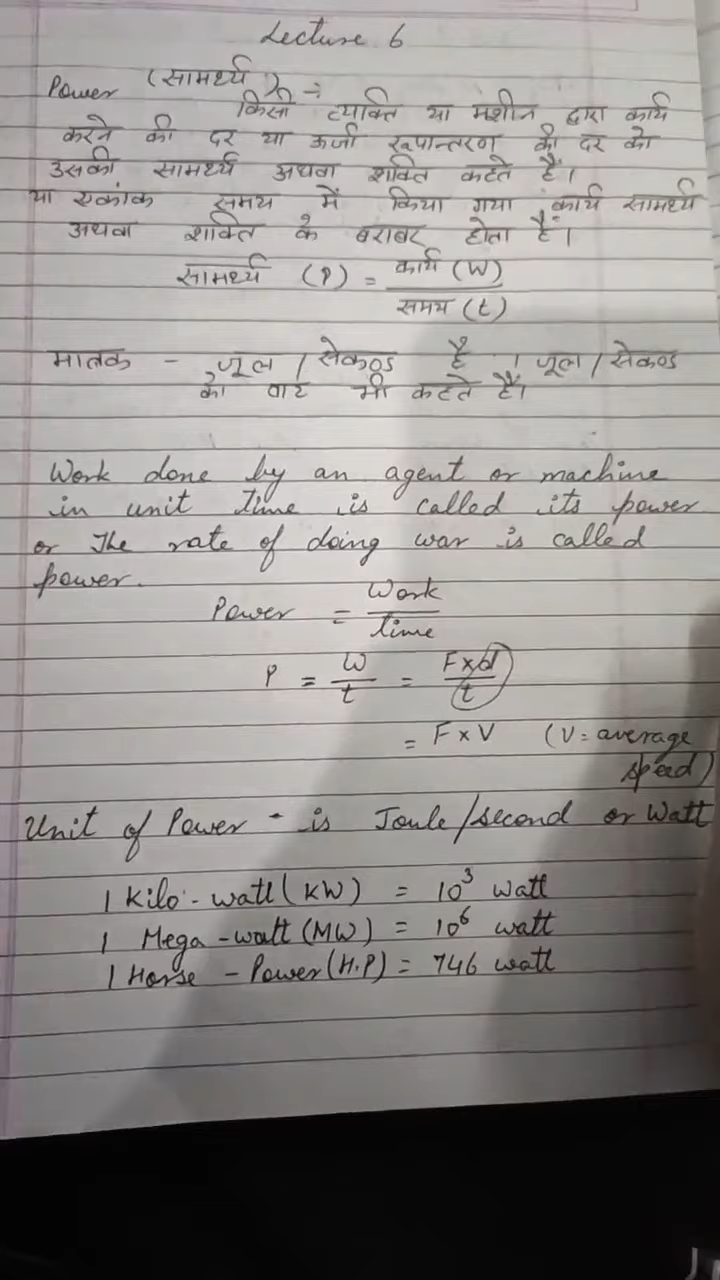 Lecture 6
Power (सामर्थ्य) :-
किसी व्यक्ति या मशीन द्वारा कार्य
करने की दर या ऊर्जा रूपान्तरण की दर को
उसकी सामर्थ्य अथवा शक्ति कहते हैं।
या एकांक समय में किया गया कार्य सामर्थ्य
अथवा शक्ति के बराबर होता है।
सामर्थ्य (P) = कार्य (W)
समय (t)
मात्रक - जूल / सेकण्ड है । जूल / सेकण्ड
को वाट भी कहते हैं।
Work done by an agent or machine
in unit time is called its power
or The rate of doing war is called
power.
Power = Work
time
P = W/t = F×d/t
= F×V (V = average
speed)
Unit of Power - is Joule/second or Watt
1 Kilo-watt (KW) = 10³ watt
1 Mega-watt (MW) = 10⁶ watt
1 Horse-Power (H.P) = 746 watt